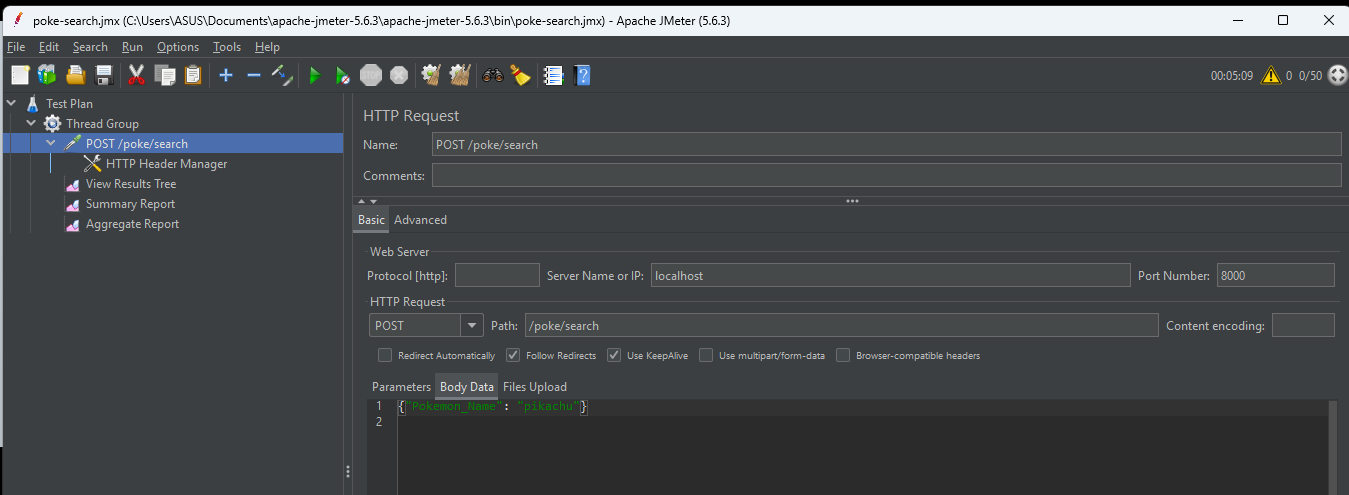 poke-search.jmx (C:\Users\ASUS\Documents\apache-jmeter-5.6.3\apache-jmeter-5.6.3\bin\poke-search.jmx) - Apache JMeter (5.6.3)
File Edit Search Run Options Tools Help
STOP 00:05:09 0 0/50
Test Plan
Thread Group
POST /poke/search
HTTP Header Manager
View Results Tree
Summary Report
Aggregate Report
HTTP Request
Name: POST /poke/search
Comments:
Basic Advanced
Web Server
Protocol [http]: Server Name or IP: localhost Port Number: 8000
HTTP Request
POST Path: /poke/search Content encoding:
Redirect Automatically Follow Redirects Use KeepAlive Use multipart/form-data Browser-compatible headers
Parameters Body Data Files Upload
1 {"Pokemon_Name": "pikachu"}
2